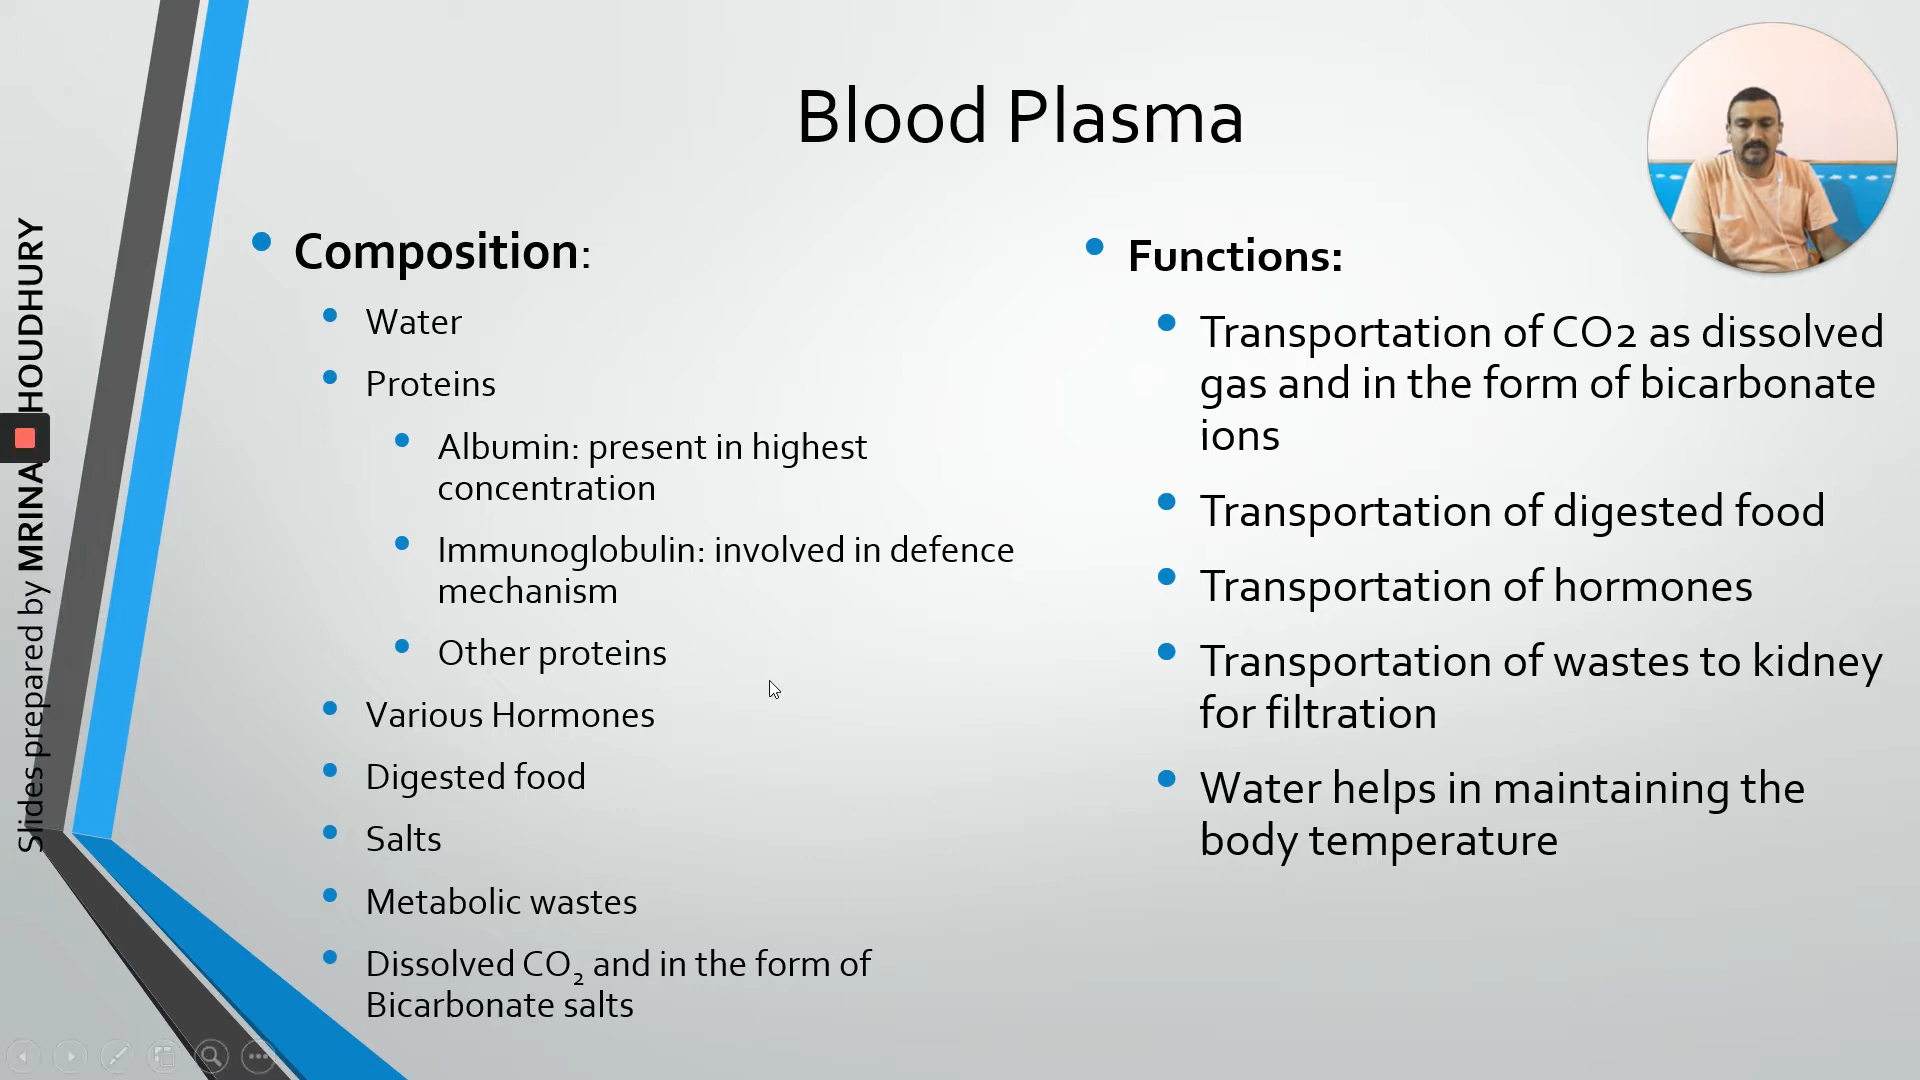 Blood Plasma
Composition:
Water
Proteins
Albumin: present in highest
concentration
Immunoglobulin: involved in defence
mechanism
Other proteins
Various Hormones
Digested food
Salts
Metabolic wastes
Dissolved CO₂ and in the form of
Bicarbonate salts
Functions:
Transportation of CO2 as dissolved
gas and in the form of bicarbonate
ions
Transportation of digested food
Transportation of hormones
Transportation of wastes to kidney
for filtration
Water helps in maintaining the
body temperature
Slides prepared by MRINA HOUDHURY